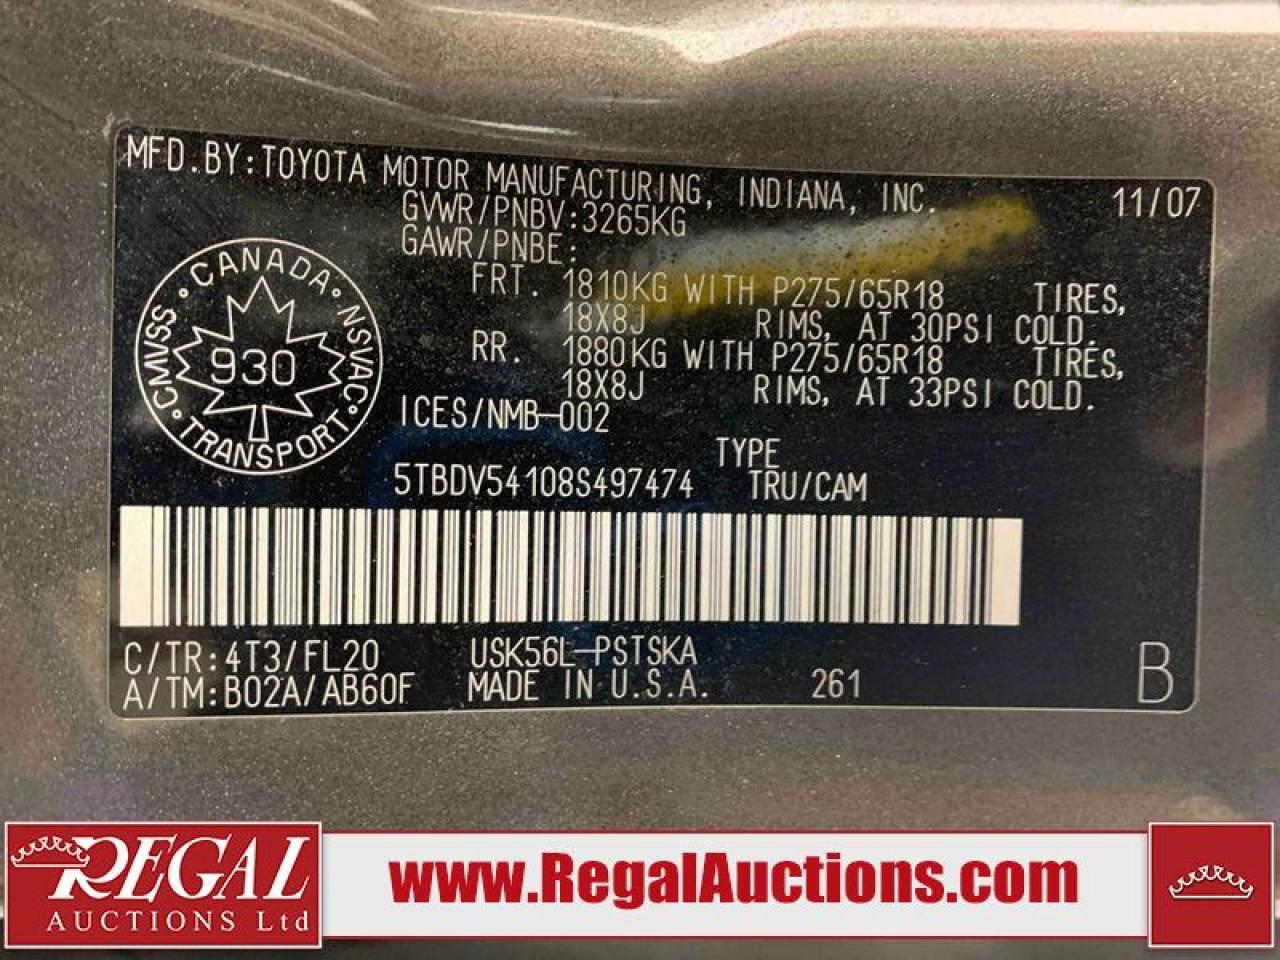 MFD.BY:TOYOTA MOTOR MANUFACTURING, INDIANA, INC. 11/07
GVWR/PNBV:3265KG
GAWR/PNBE:
FRT. 1810KG WITH P275/65R18 TIRES,
18X8J RIMS, AT 30PSI COLD.
RR. 1880KG WITH P275/65R18 TIRES,
18X8J RIMS, AT 33PSI COLD.
ICES/NMB-002
CANADA
CMVSS • NSVAC
930
TRANSPORT
TYPE
5TBDV54108S497474 TRU/CAM
C/TR:4T3/FL20 USK56L-PSTSKA
A/TM:B02A/AB60F MADE IN U.S.A. 261 B
REGAL
AUCTIONS Ltd
www.RegalAuctions.com